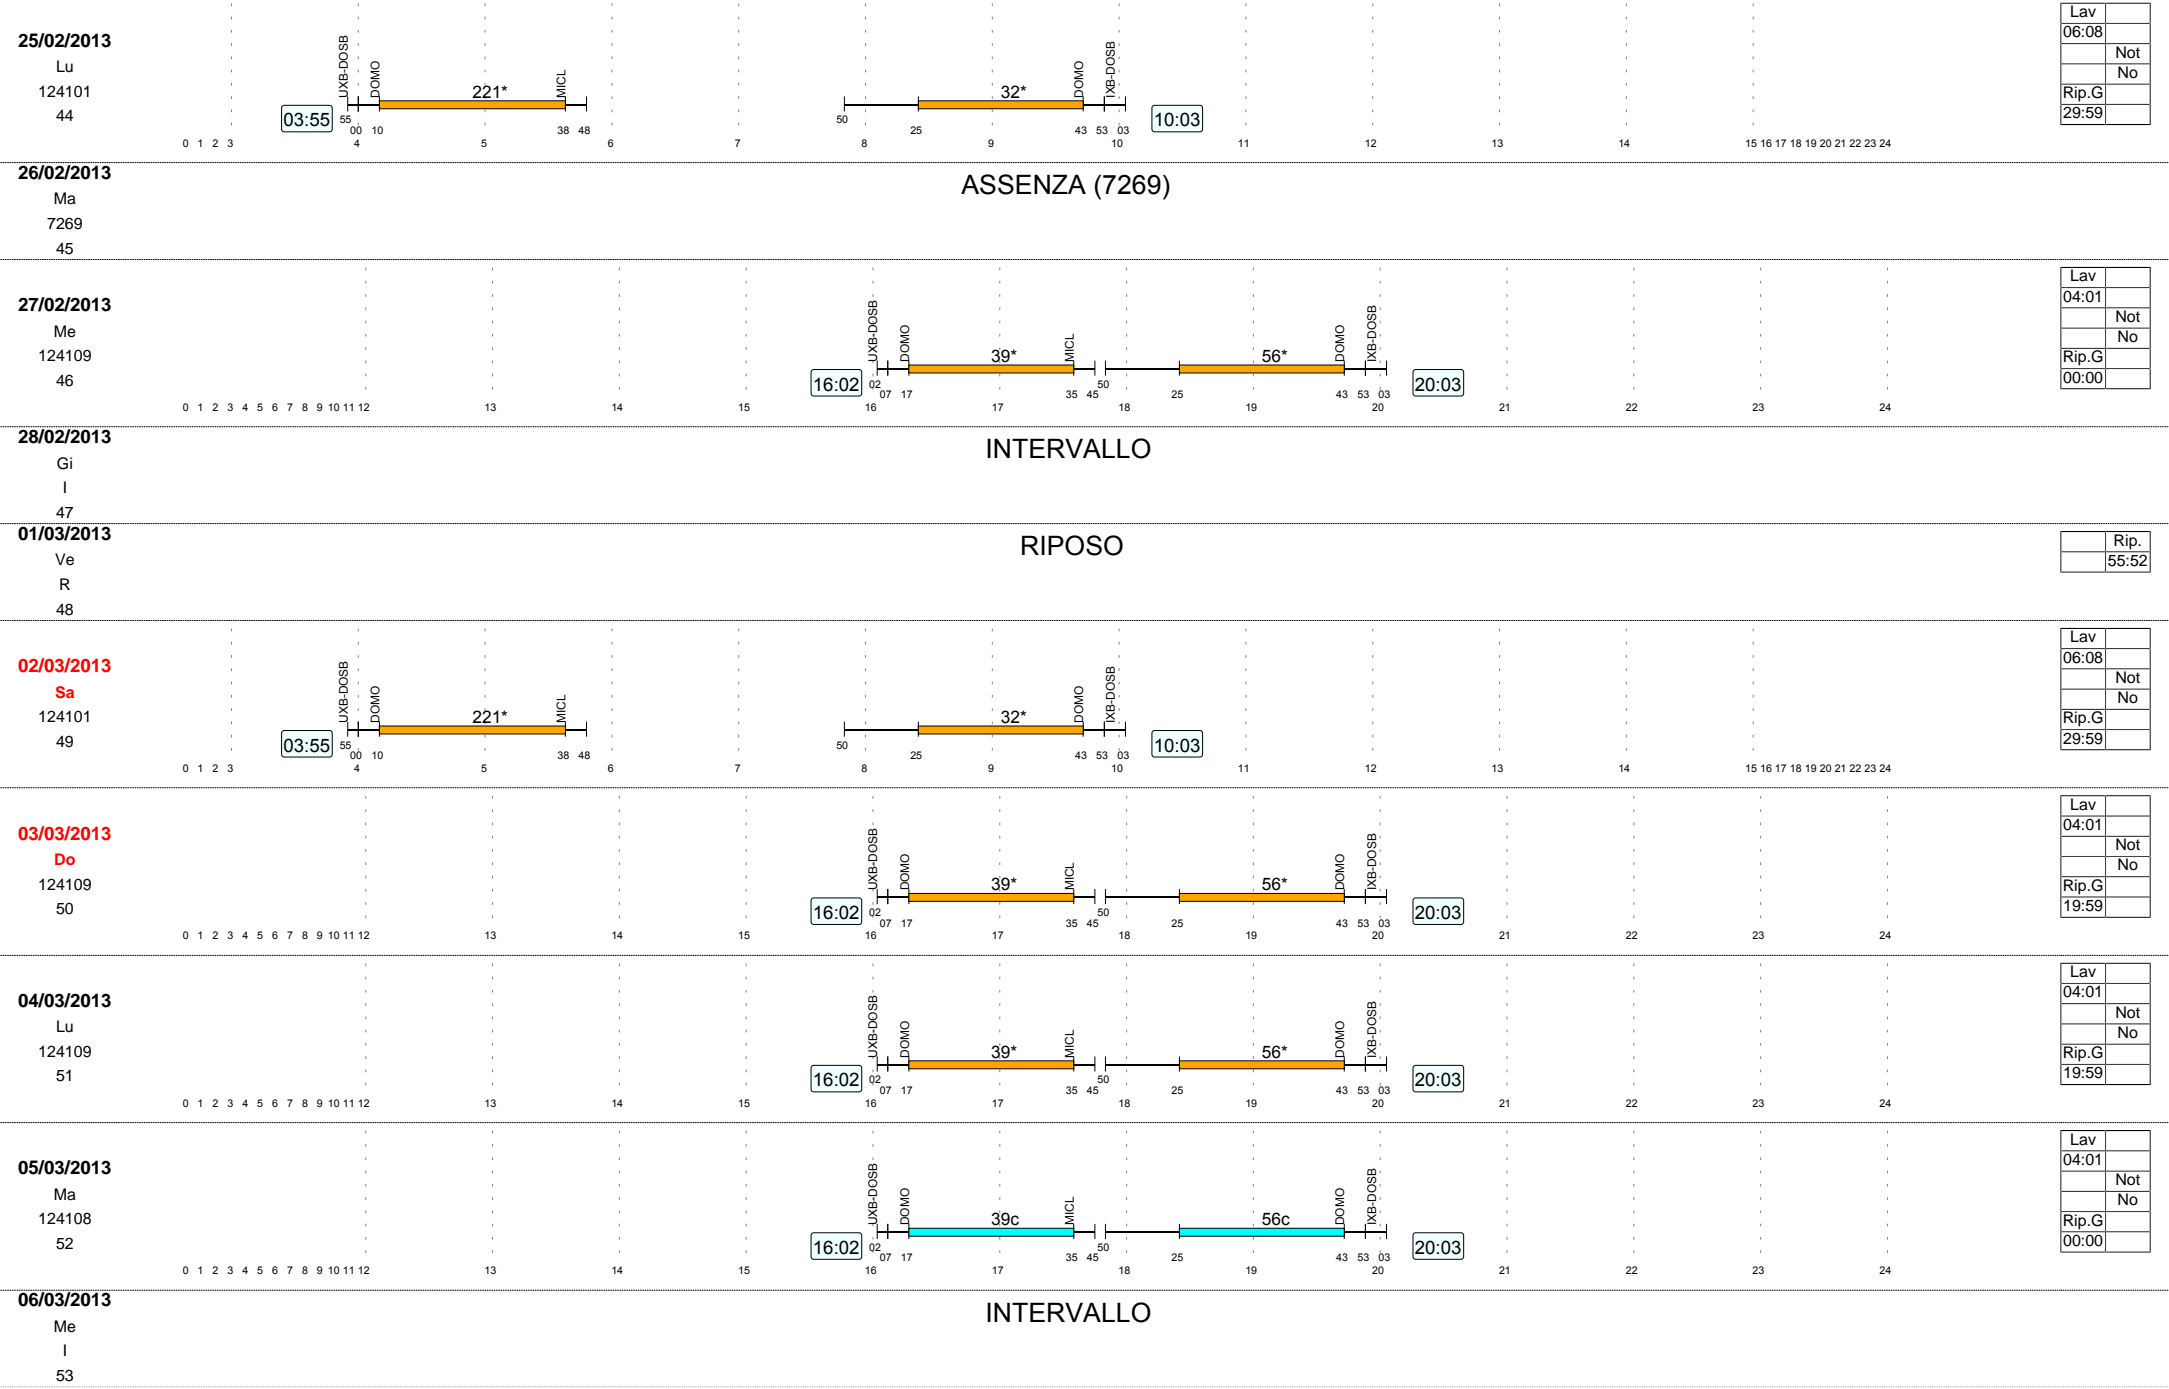 25/02/2013
Lu
124101
44
UXB-DOSB DOMO 221* MICL 32* DOMO IXB-DOSB
03:55 55 00 10 38 48 50 25 43 53 03 10:03
0 1 2 3 4 5 6 7 8 9 10 11 12 13 14 15 16 17 18 19 20 21 22 23 24
Lav
06:08
Not
No
Rip.G
29:59
26/02/2013
Ma
7269
45
ASSENZA (7269)
27/02/2013
Me
124109
46
UXB-DOSB DOMO 39* MICL 56* DOMO IXB-DOSB
16:02 02 07 17 35 45 50 25 43 53 03 20:03
0 1 2 3 4 5 6 7 8 9 10 11 12 13 14 15 16 17 18 19 20 21 22 23 24
Lav
04:01
Not
No
Rip.G
00:00
28/02/2013
Gi
I
47
INTERVALLO
01/03/2013
Ve
R
48
RIPOSO
Rip.
55:52
02/03/2013
Sa
124101
49
UXB-DOSB DOMO 221* MICL 32* DOMO IXB-DOSB
03:55 55 00 10 38 48 50 25 43 53 03 10:03
0 1 2 3 4 5 6 7 8 9 10 11 12 13 14 15 16 17 18 19 20 21 22 23 24
Lav
06:08
Not
No
Rip.G
29:59
03/03/2013
Do
124109
50
UXB-DOSB DOMO 39* MICL 56* DOMO IXB-DOSB
16:02 02 07 17 35 45 50 25 43 53 03 20:03
0 1 2 3 4 5 6 7 8 9 10 11 12 13 14 15 16 17 18 19 20 21 22 23 24
Lav
04:01
Not
No
Rip.G
19:59
04/03/2013
Lu
124109
51
UXB-DOSB DOMO 39* MICL 56* DOMO IXB-DOSB
16:02 02 07 17 35 45 50 25 43 53 03 20:03
0 1 2 3 4 5 6 7 8 9 10 11 12 13 14 15 16 17 18 19 20 21 22 23 24
Lav
04:01
Not
No
Rip.G
19:59
05/03/2013
Ma
124108
52
UXB-DOSB DOMO 39c MICL 56c DOMO IXB-DOSB
16:02 02 07 17 35 45 50 25 43 53 03 20:03
0 1 2 3 4 5 6 7 8 9 10 11 12 13 14 15 16 17 18 19 20 21 22 23 24
Lav
04:01
Not
No
Rip.G
00:00
06/03/2013
Me
I
53
INTERVALLO